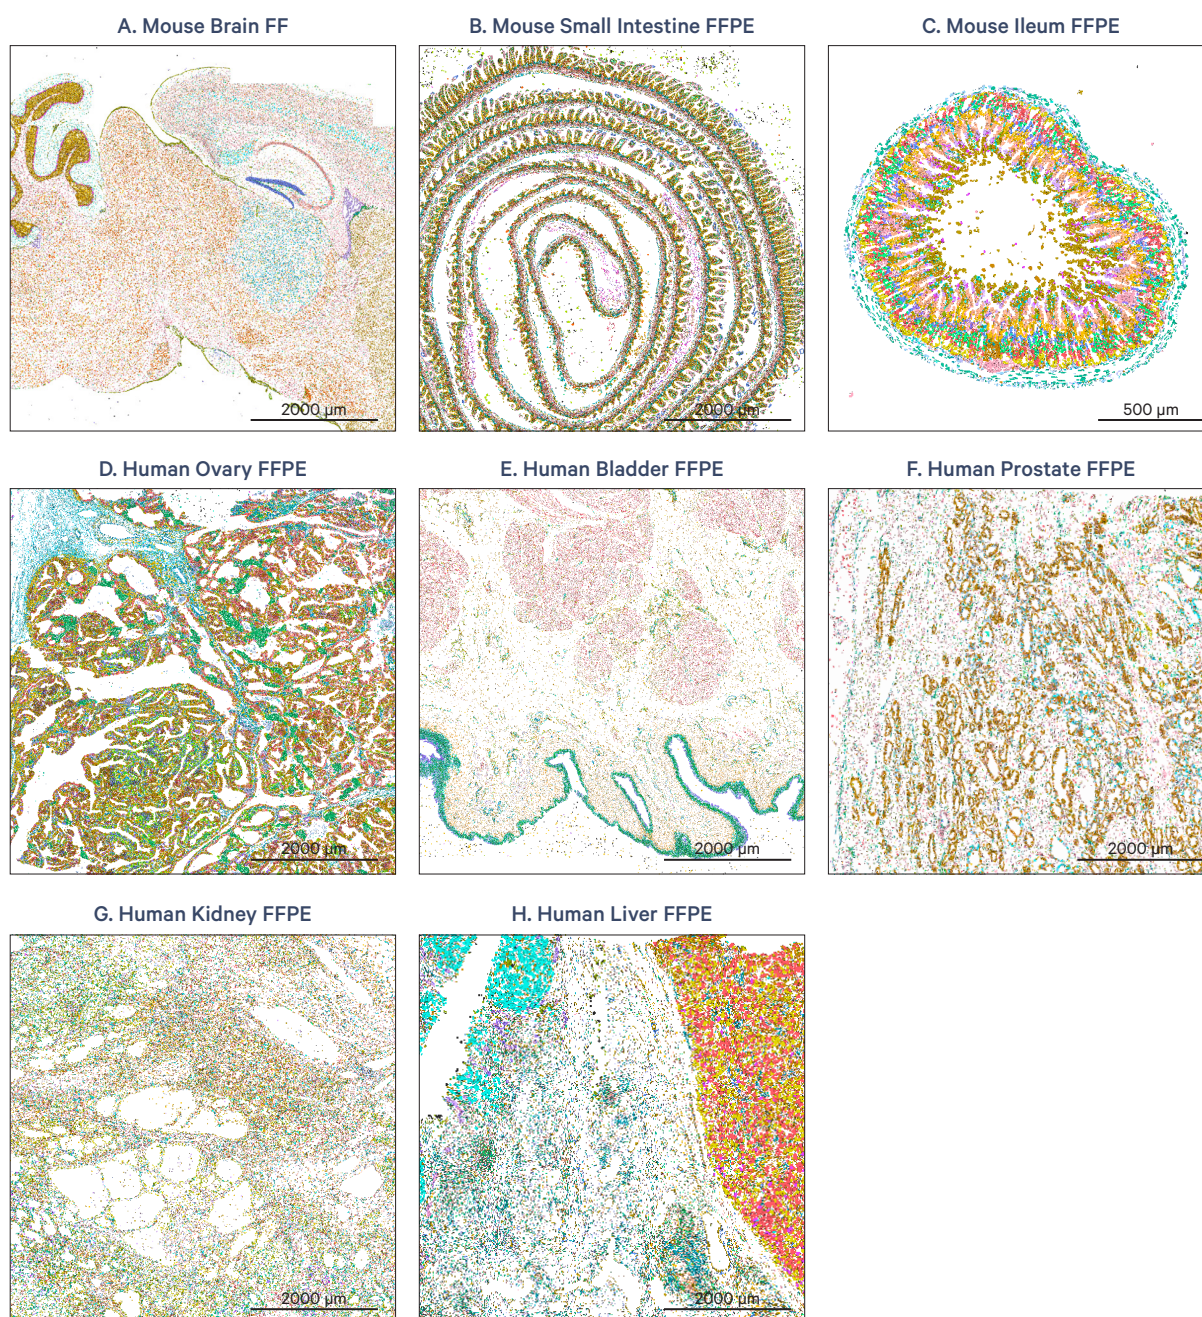 A. Mouse Brain FF
B. Mouse Small Intestine FFPE
C. Mouse Ileum FFPE
2000 µm
2000 µm
500 µm
D. Human Ovary FFPE
E. Human Bladder FFPE
F. Human Prostate FFPE
2000 µm
2000 µm
2000 µm
G. Human Kidney FFPE
H. Human Liver FFPE
2000 µm
2000 µm